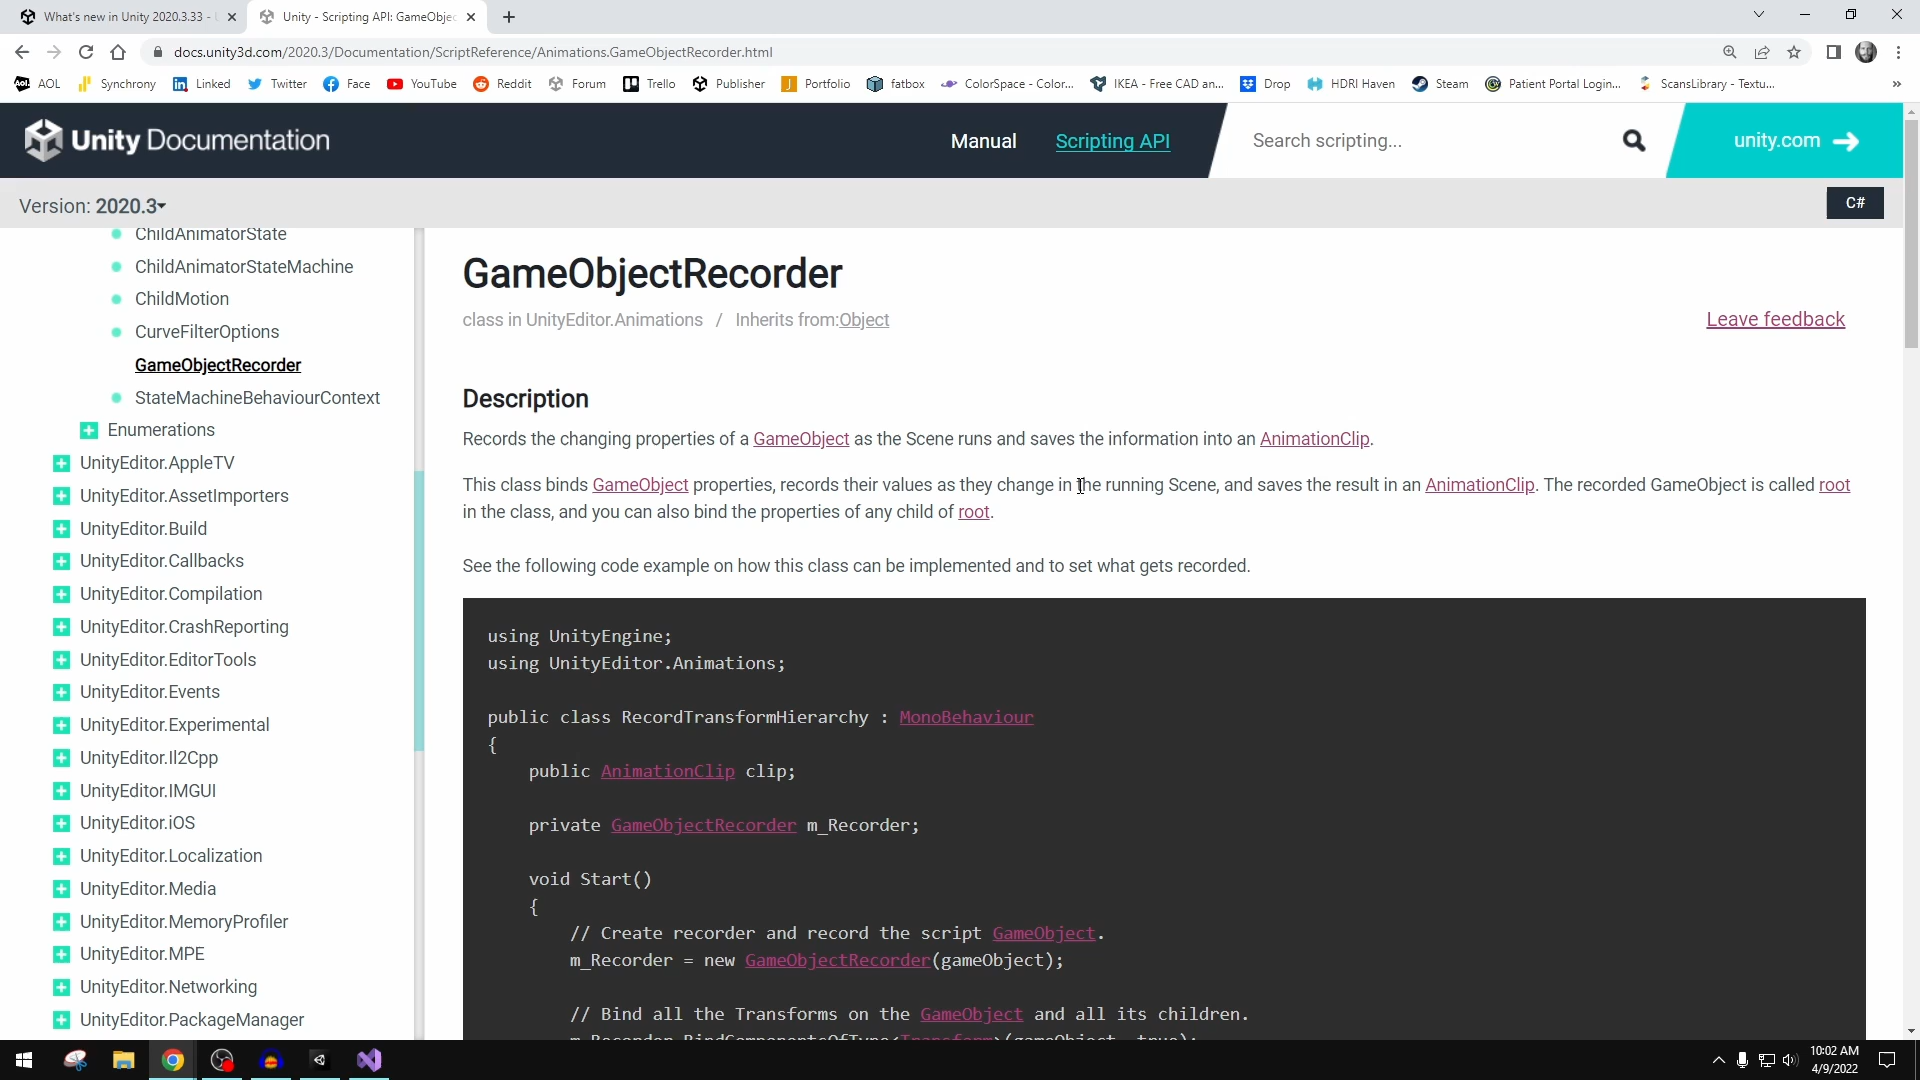 What's new in Unity 2020.3.33 -
Unity - Scripting API: GameObjec
docs.unity3d.com/2020.3/Documentation/ScriptReference/Animations.GameObjectRecorder.html
AOL Synchrony Linked Twitter Face YouTube Reddit Forum Trello Publisher Portfolio fatbox ColorSpace - Color... IKEA - Free CAD an... Drop HDRI Haven Steam Patient Portal Login... ScansLibrary - Textu... »
Unity Documentation
Manual
Scripting API
Search scripting...
unity.com
Version: 2020.3
C#
ChildAnimatorState
ChildAnimatorStateMachine
ChildMotion
CurveFilterOptions
GameObjectRecorder
StateMachineBehaviourContext
Enumerations
UnityEditor.AppleTV
UnityEditor.AssetImporters
UnityEditor.Build
UnityEditor.Callbacks
UnityEditor.Compilation
UnityEditor.CrashReporting
UnityEditor.EditorTools
UnityEditor.Events
UnityEditor.Experimental
UnityEditor.Il2Cpp
UnityEditor.IMGUI
UnityEditor.iOS
UnityEditor.Localization
UnityEditor.Media
UnityEditor.MemoryProfiler
UnityEditor.MPE
UnityEditor.Networking
UnityEditor.PackageManager
GameObjectRecorder
class in UnityEditor.Animations / Inherits from:Object
Leave feedback
Description
Records the changing properties of a GameObject as the Scene runs and saves the information into an AnimationClip.
This class binds GameObject properties, records their values as they change in the running Scene, and saves the result in an AnimationClip. The recorded GameObject is called root
in the class, and you can also bind the properties of any child of root.
See the following code example on how this class can be implemented and to set what gets recorded.
using UnityEngine;
using UnityEditor.Animations;
public class RecordTransformHierarchy : MonoBehaviour
{
public AnimationClip clip;
private GameObjectRecorder m_Recorder;
void Start()
{
// Create recorder and record the script GameObject.
m_Recorder = new GameObjectRecorder(gameObject);
// Bind all the Transforms on the GameObject and all its children.
m_Recorder.BindComponentsOfType<Transform>(gameObject, true);
10:02 AM
4/9/2022